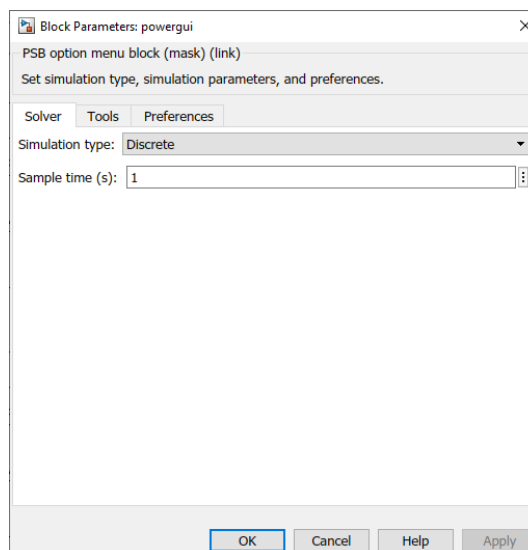 Block Parameters: powergui
PSB option menu block (mask) (link)
Set simulation type, simulation parameters, and preferences.
Solver Tools Preferences
Simulation type: Discrete
Sample time (s): 1
OK Cancel Help Apply